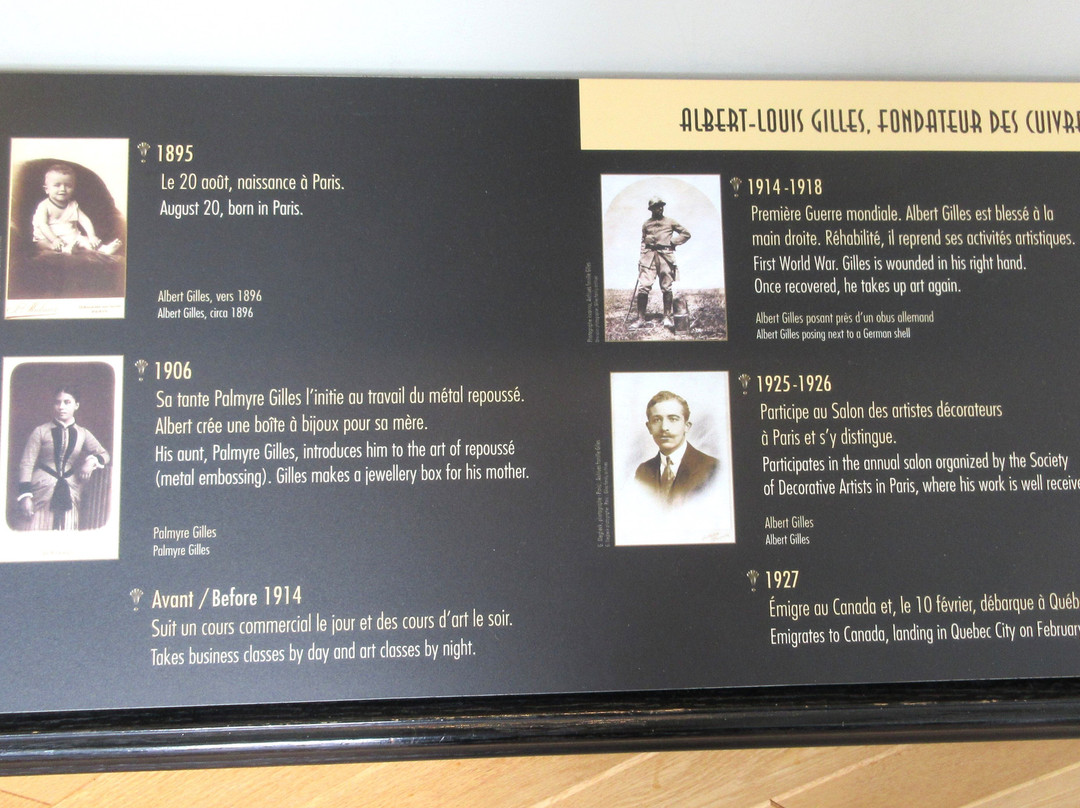 ALBERT-LOUIS GILLES, FONDATEUR DES CUIVRE
1895
Le 20 août, naissance à Paris.
August 20, born in Paris.
Albert Gilles, vers 1896
Albert Gilles, circa 1896
1906
Sa tante Palmyre Gilles l'initie au travail du métal repoussé.
Albert crée une boîte à bijoux pour sa mère.
His aunt, Palmyre Gilles, introduces him to the art of repoussé
(metal embossing). Gilles makes a jewellery box for his mother.
Palmyre Gilles
Palmyre Gilles
Avant / Before 1914
Suit un cours commercial le jour et des cours d'art le soir.
Takes business classes by day and art classes by night.
1914-1918
Première Guerre mondiale. Albert Gilles est blessé à la
main droite. Réhabilité, il reprend ses activités artistiques.
First World War. Gilles is wounded in his right hand.
Once recovered, he takes up art again.
Albert Gilles posant près d'un obus allemand
Albert Gilles posing next to a German shell
1925-1926
Participe au Salon des artistes décorateurs
à Paris et s'y distingue.
Participates in the annual salon organized by the Society
of Decorative Artists in Paris, where his work is well receive
Albert Gilles
Albert Gilles
1927
Émigre au Canada et, le 10 février, débarque à Québ
Emigrates to Canada, landing in Quebec City on February